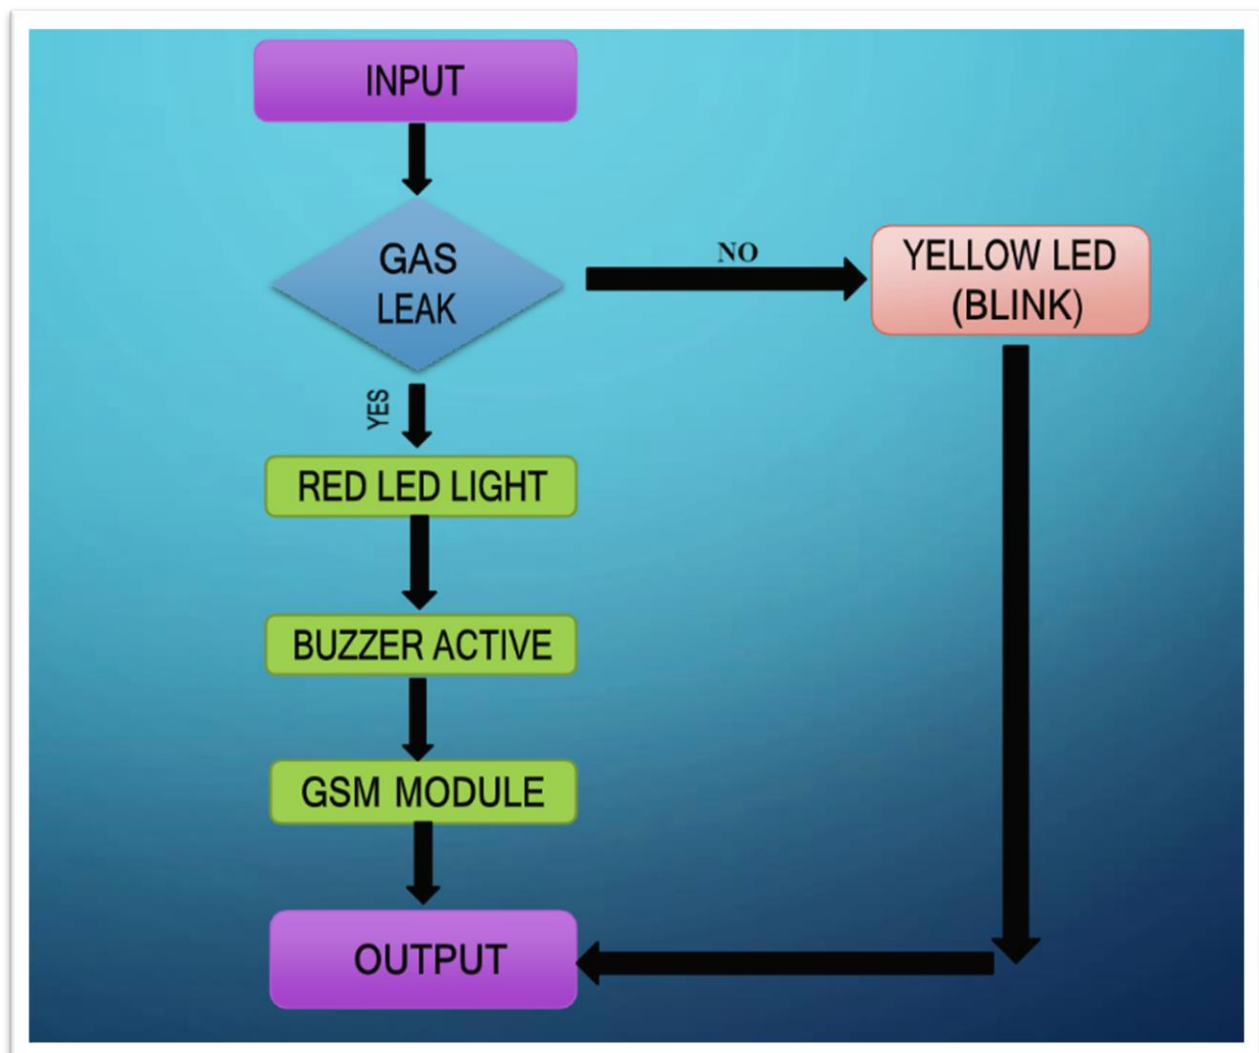 INPUT
GAS
LEAK
NO
YELLOW LED
(BLINK)
YES
RED LED LIGHT
BUZZER ACTIVE
GSM MODULE
OUTPUT